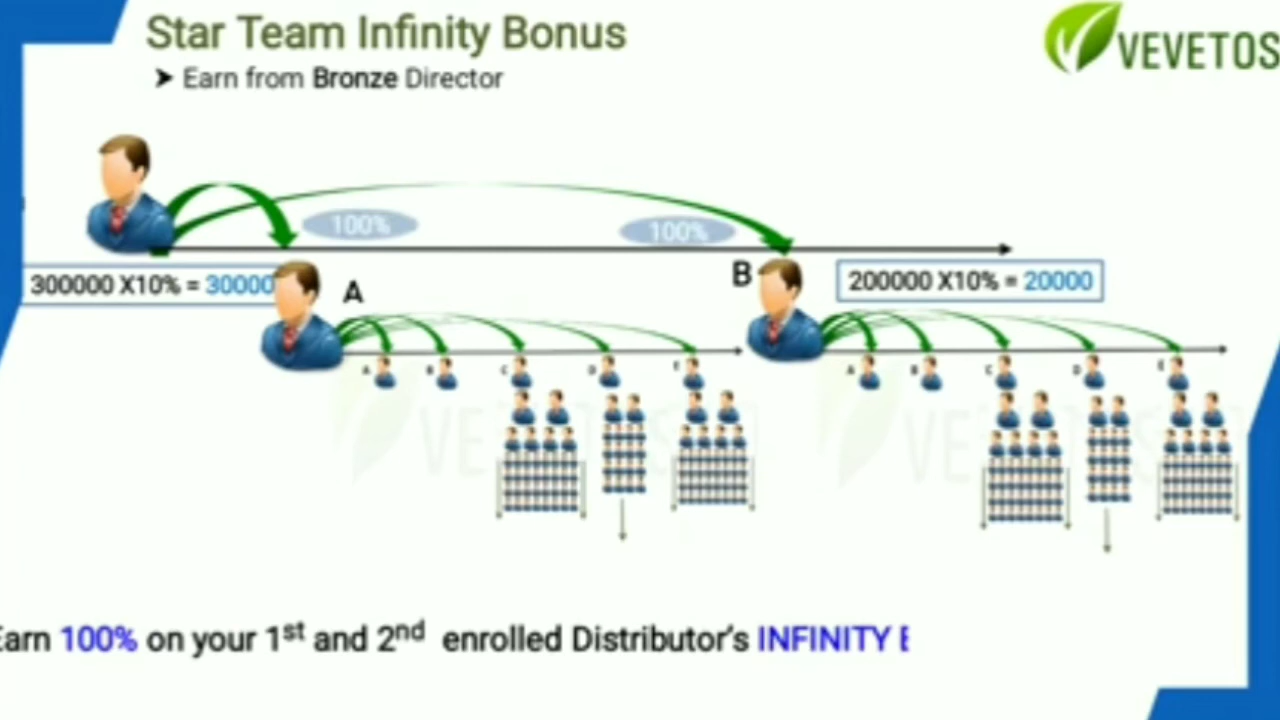 Star Team Infinity Bonus
VEVETOS
➤ Earn from Bronze Director
100%
100%
300000 X10% = 30000
A
B
200000 X10% = 20000
A B C D E
A B C D E
Earn 100% on your 1st and 2nd enrolled Distributor's INFINITY